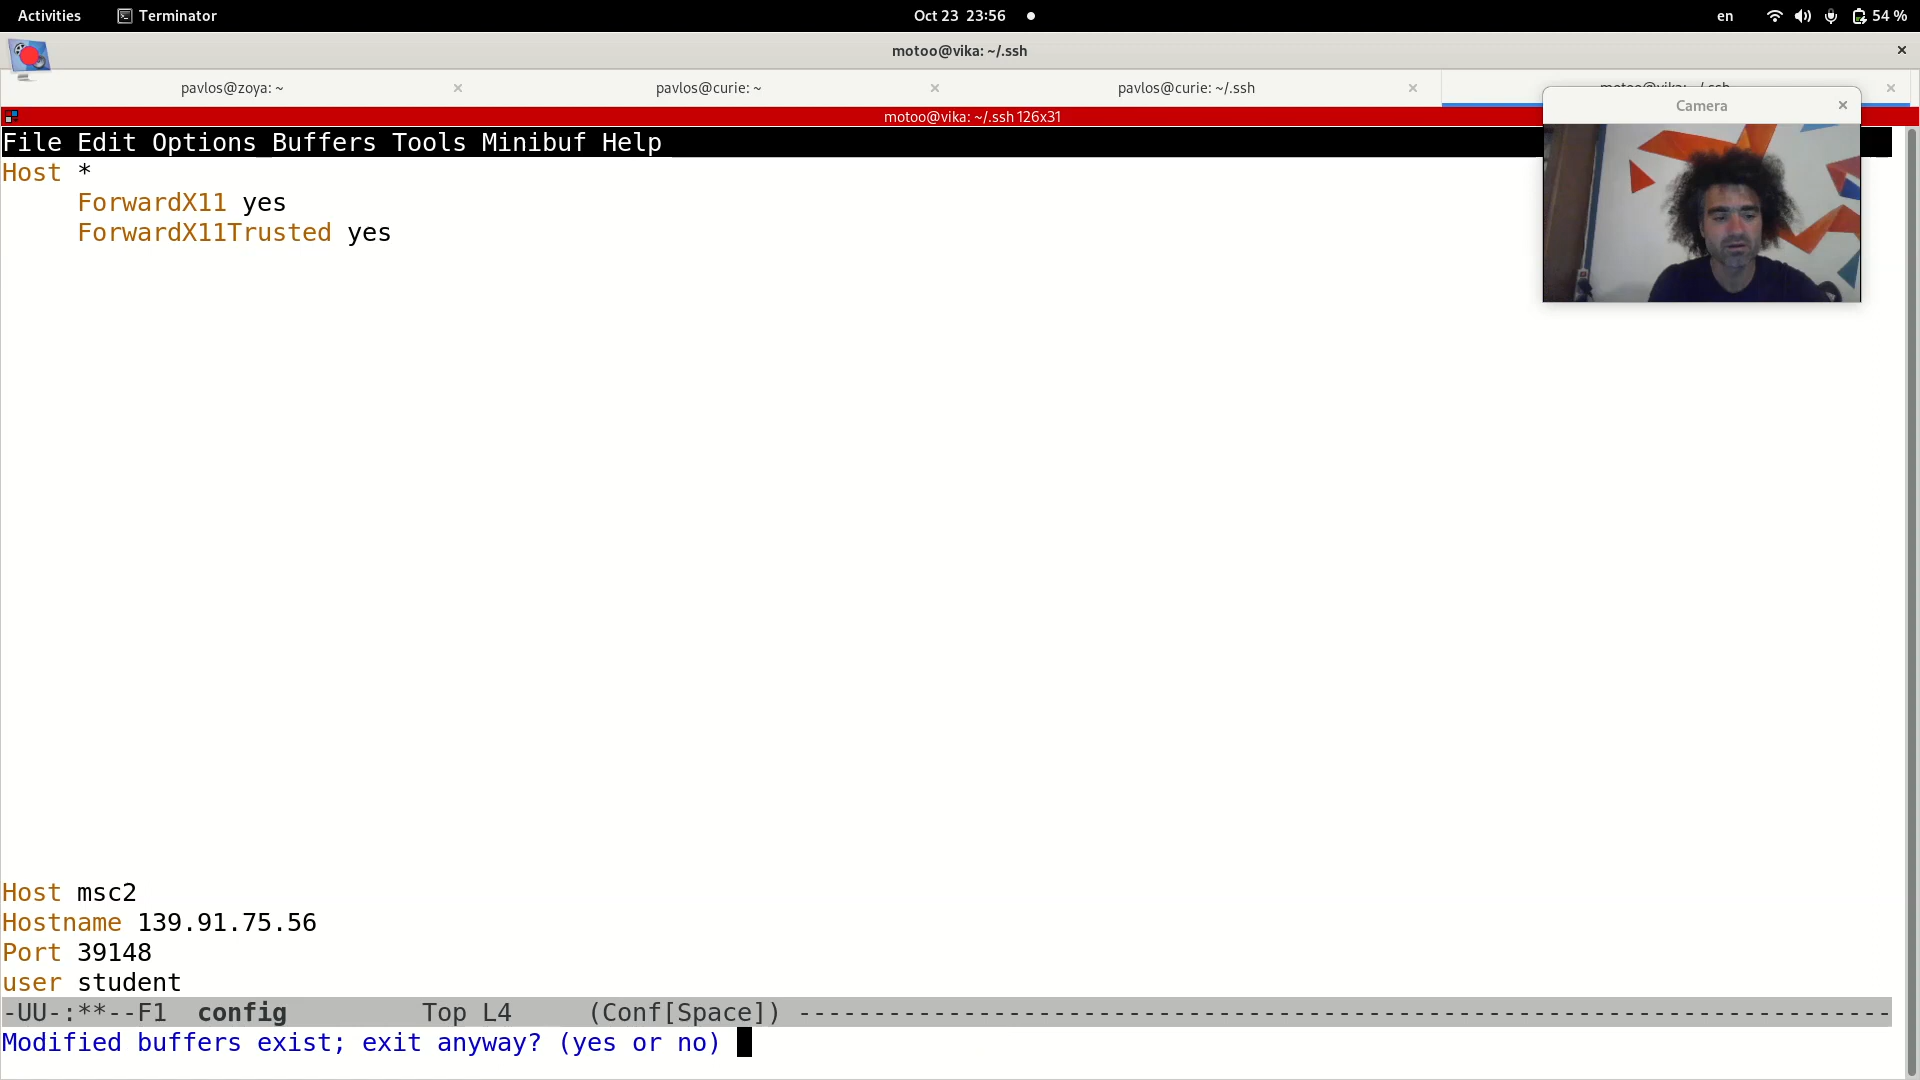 Activities Terminator Oct 23 23:56 en 54 %
motoo@vika: ~/.ssh
pavlos@zoya: ~ pavlos@curie: ~ pavlos@curie: ~/.ssh motoo@vika: ~/.ssh
Camera
motoo@vika: ~/.ssh 126x31
File Edit Options Buffers Tools Minibuf Help
Host *
ForwardX11 yes
ForwardX11Trusted yes
Host msc2
Hostname 139.91.75.56
Port 39148
user student
-UU-:**--F1 config Top L4 (Conf[Space]) -------------------------------------------------------------------------
Modified buffers exist; exit anyway? (yes or no)